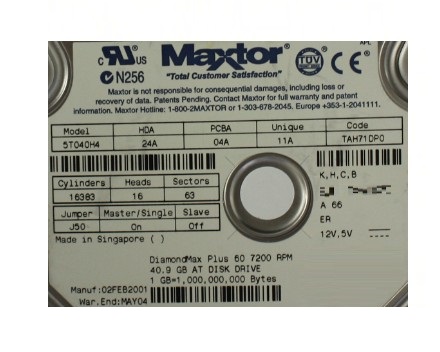 c RU US Maxtor TÜV CE
N256 "Total Customer Satisfaction"
Maxtor is not responsible for consequential damages, including loss or
recovery of data. Patents Pending. Contact Maxtor for full warranty and patent
information. Maxtor Hotline: 1-800-2MAXTOR or 1-303-678-2045. Europe +353-1-2041111.
Model HDA PCBA Unique Code
5T040H4 24A 04A 11A TAH71DP0
Cylinders Heads Sectors
16383 16 63
K,H,C,B
Jumper Master/Single Slave
J50 On Off
A 66
ER
12V,5V
Made in Singapore ( )
DiamondMax Plus 60 7200 RPM
40.9 GB AT DISK DRIVE
1 GB=1,000,000,000 Bytes
Manuf:02FEB2001
War.End:MAY04